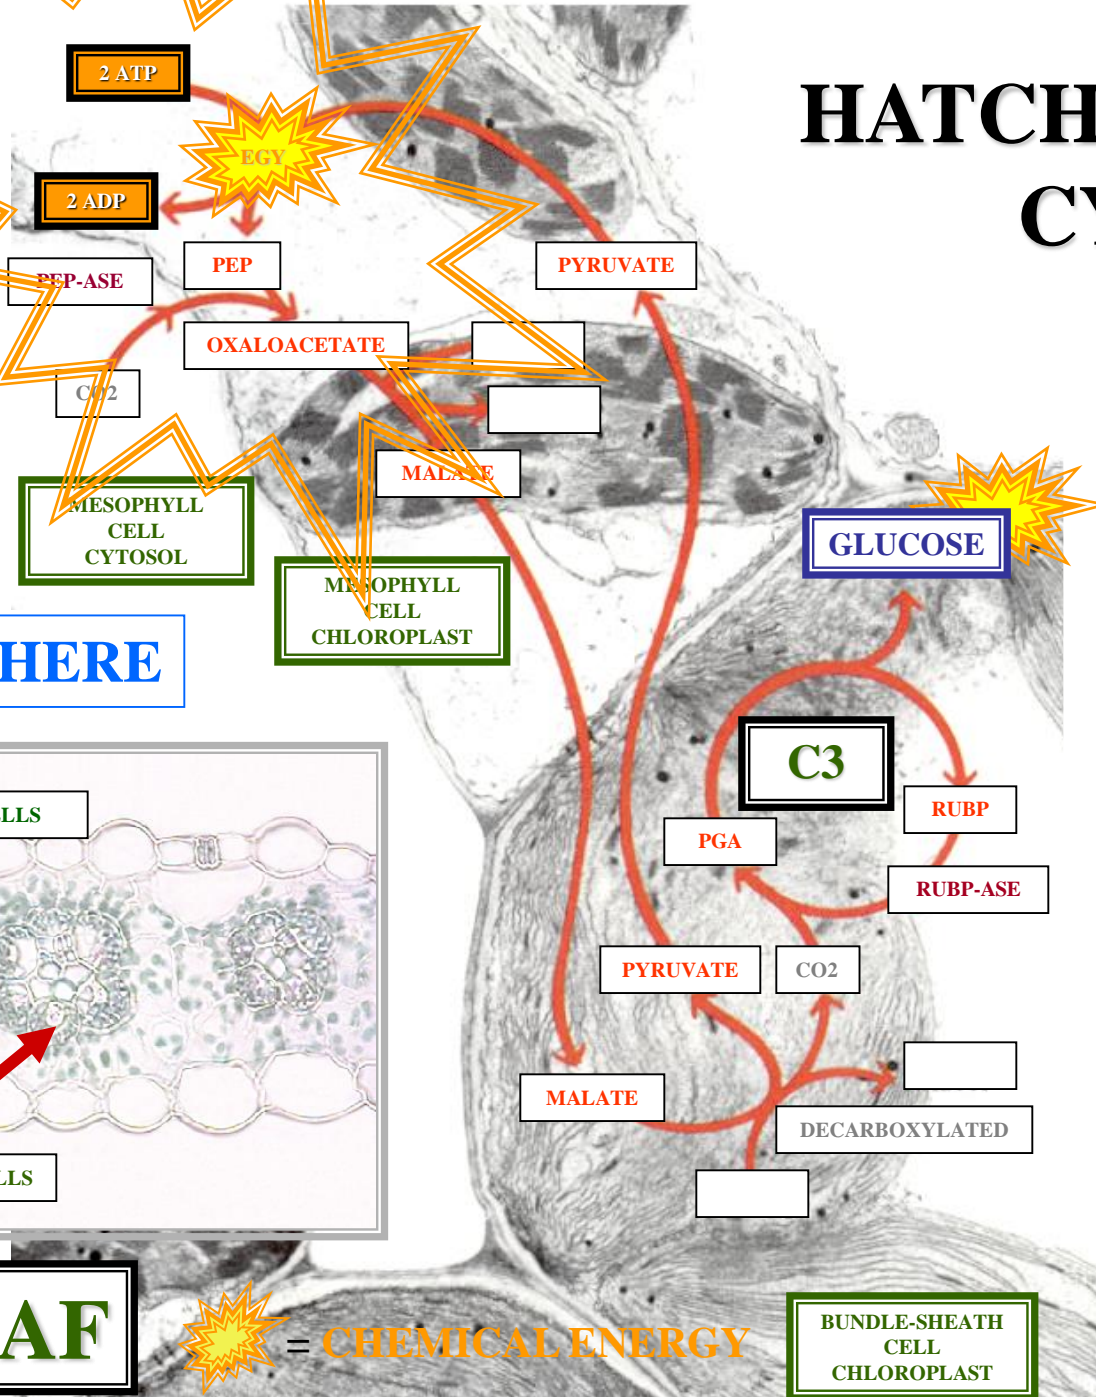 HATCH
CY
2 ATP
EGY
2 ADP
PEP-ASE
PEP
PYRUVATE
OXALOACETATE
CO2
MALATE
MESOPHYLL
CELL
CYTOSOL
GLUCOSE
MESOPHYLL
CELL
CHLOROPLAST
HERE
C3
LLS
RUBP
PGA
RUBP-ASE
PYRUVATE
CO2
MALATE
DECARBOXYLATED
LLS
AF
= CHEMICAL ENERGY
BUNDLE-SHEATH
CELL
CHLOROPLAST